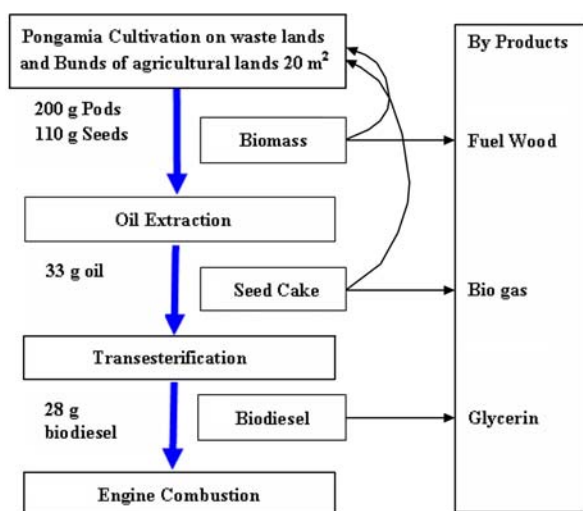 Pongamia Cultivation on waste lands
and Bunds of agricultural lands 20 m²
By Products
200 g Pods
110 g Seeds
Biomass
Fuel Wood
Oil Extraction
33 g oil
Seed Cake
Bio gas
Transesterification
28 g
biodiesel
Biodiesel
Glycerin
Engine Combustion